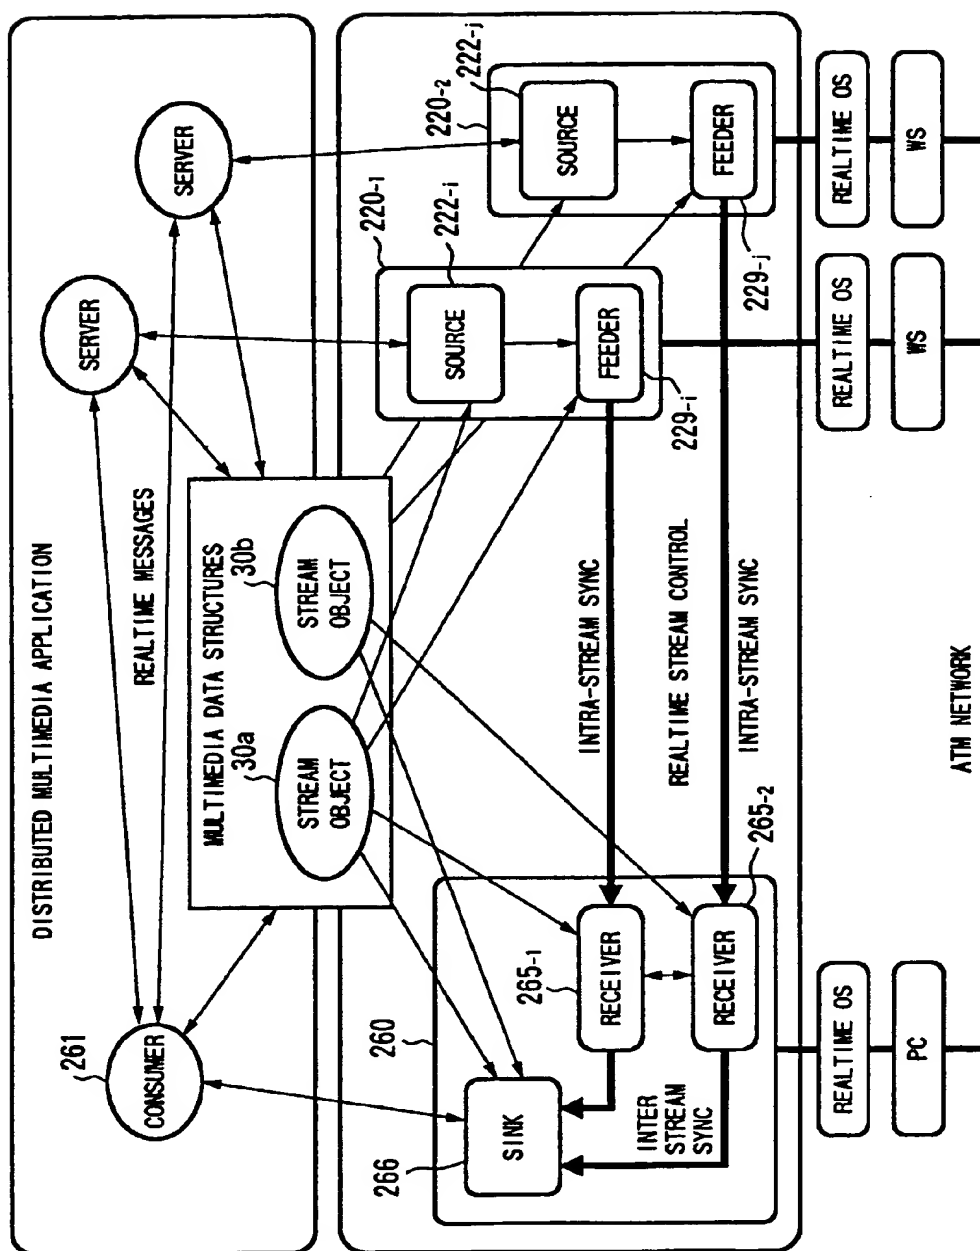 DISTRIBUTED MULTIMEDIA APPLICATION
SERVER
SERVER
261
CONSUMER
REALTIME MESSAGES
MULTIMEDIA DATA STRUCTURES
30a
STREAM
OBJECT
30b
STREAM
OBJECT
220-1
222-i
SOURCE
FEEDER
229-i
220-2
222-j
SOURCE
FEEDER
229-j
260
266
SINK
265-1
RECEIVER
RECEIVER
265-2
INTER
STREAM
SYNC
INTRA-STREAM SYNC
REALTIME STREAM CONTROL
INTRA-STREAM SYNC
REALTIME OS
REALTIME OS
REALTIME OS
PC
WS
WS
ATM NETWORK